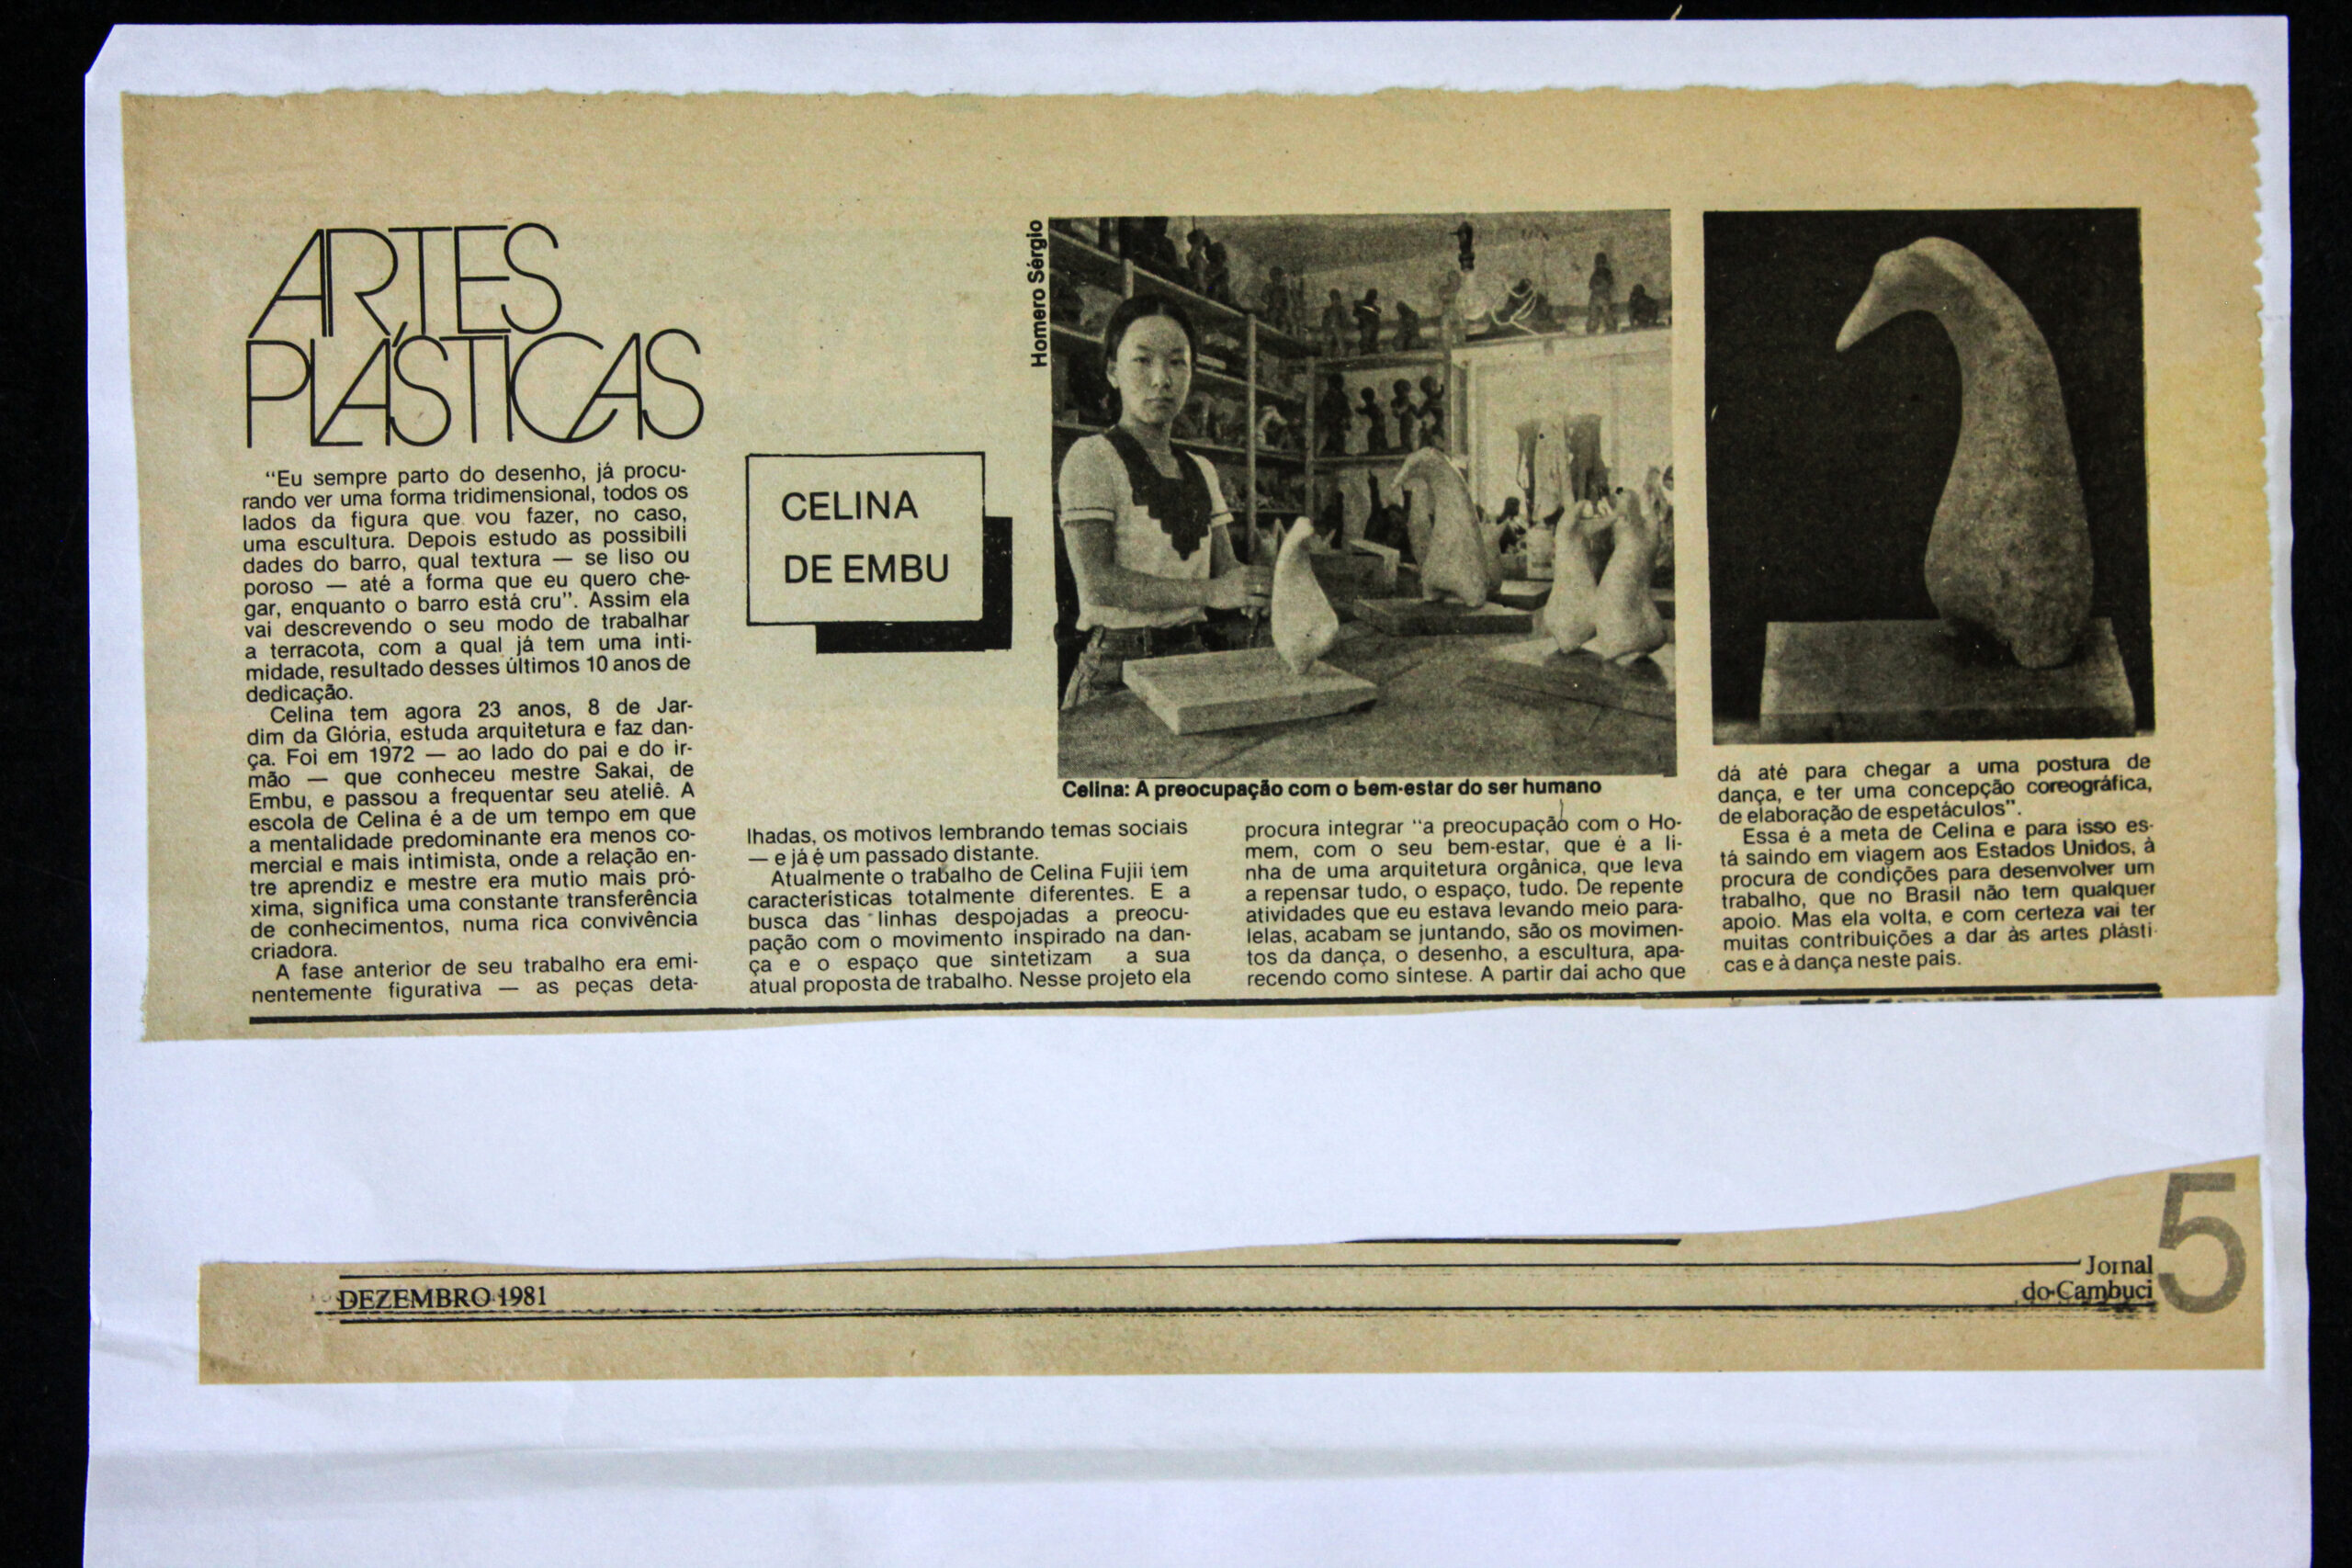 ARTES
PLÁSTICAS
"Eu sempre parto do desenho, já procu-
rando ver uma forma tridimensional, todos os
lados da figura que vou fazer, no caso,
uma escultura. Depois estudo as possibili
dades do barro, qual textura — se liso ou
poroso — até a forma que eu quero che-
gar, enquanto o barro está cru". Assim ela
vai descrevendo o seu modo de trabalhar
a terracota, com a qual já tem uma inti-
midade, resultado desses últimos 10 anos de
dedicação.
Celina tem agora 23 anos, 8 de Jar-
dim da Glória, estuda arquitetura e faz dan-
ça. Foi em 1972 — ao lado do pai e do ir-
mão — que conheceu mestre Sakai, de
Embu, e passou a frequentar seu ateliê. A
escola de Celina é a de um tempo em que
a mentalidade predominante era menos co-
mercial e mais intimista, onde a relação en-
tre aprendiz e mestre era mutio mais pró-
xima, significa uma constante transferência
de conhecimentos, numa rica convivência
criadora.
A fase anterior de seu trabalho era emi-
nentemente figurativa — as peças deta-
CELINA
DE EMBU
Homero Sérgio
Celina: A preocupação com o bem-estar do ser humano
lhadas, os motivos lembrando temas sociais
— e já é um passado distante.
Atualmente o trabalho de Celina Fujii tem
características totalmente diferentes. E a
busca das linhas despojadas a preocu-
pação com o movimento inspirado na dan-
ça e o espaço que sintetizam a sua
atual proposta de trabalho. Nesse projeto ela
procura integrar "a preocupação com o Ho-
mem, com o seu bem-estar, que é a li-
nha de uma arquitetura orgânica, que leva
a repensar tudo, o espaço, tudo. De repente
atividades que eu estava levando meio para-
lelas, acabam se juntando, são os movimen-
tos da dança, o desenho, a escultura, apa-
recendo como síntese. A partir daí acho que
dá até para chegar a uma postura de
dança, e ter uma concepção coreográfica,
de elaboração de espetáculos".
Essa é a meta de Celina e para isso es-
tá saindo em viagem aos Estados Unidos, à
procura de condições para desenvolver um
trabalho, que no Brasil não tem qualquer
apoio. Mas ela volta, e com certeza vai ter
muitas contribuições a dar às artes plásti-
cas e à dança neste país.
DEZEMBRO 1981
Jornal
do Cambuci
5